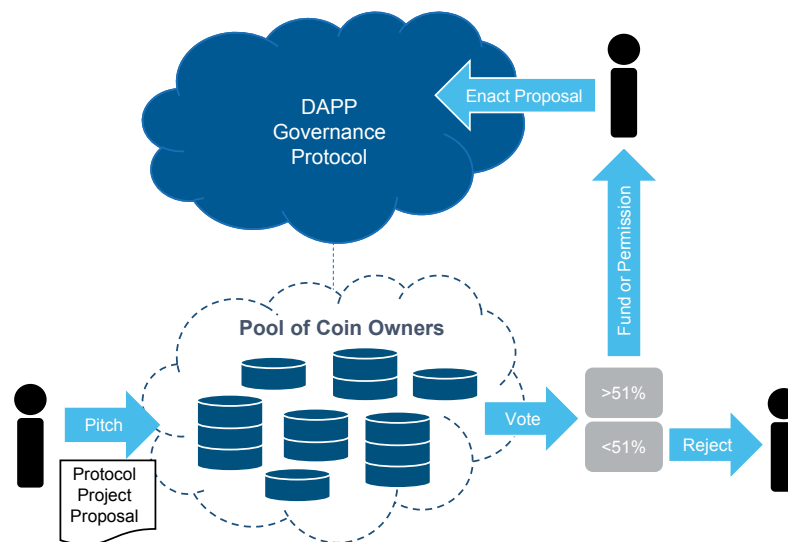 DAPP
Governance
Protocol
Enact Proposal
Fund or Permission
Pool of Coin Owners
Pitch
Protocol
Project
Proposal
Vote
>51%
<51%
Reject